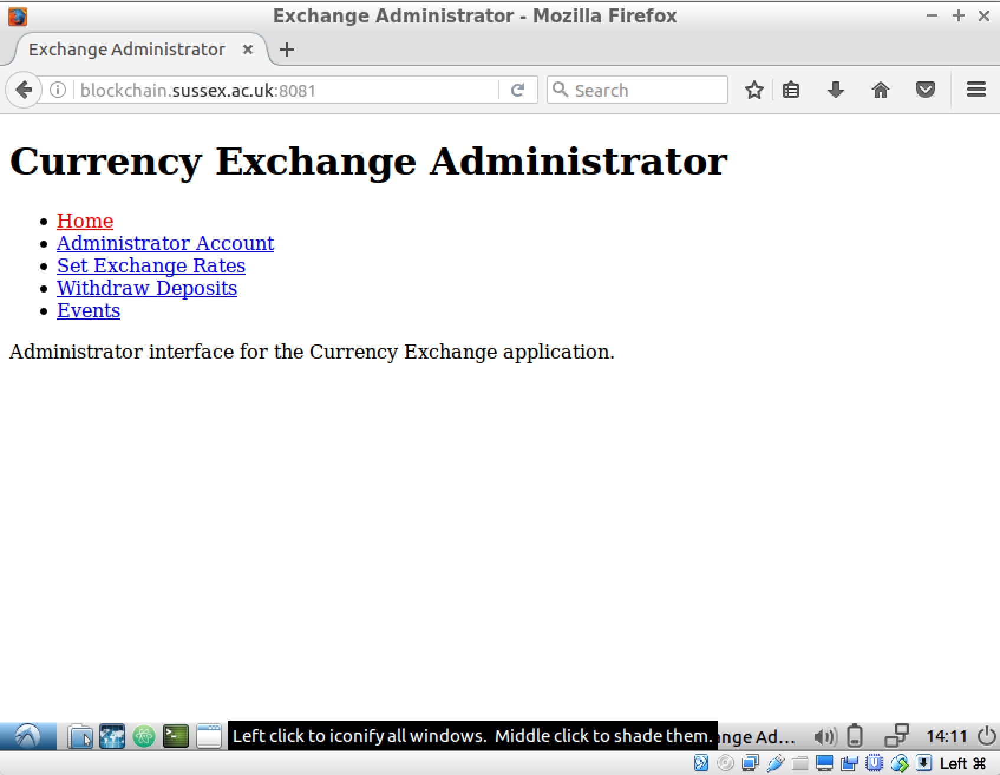 Exchange Administrator - Mozilla Firefox
Exchange Administrator
blockchain.sussex.ac.uk:8081
Search
Currency Exchange Administrator
Home
Administrator Account
Set Exchange Rates
Withdraw Deposits
Events
Administrator interface for the Currency Exchange application.
Left click to iconify all windows. Middle click to shade them.
ange Ad...
14:11
Left ⌘